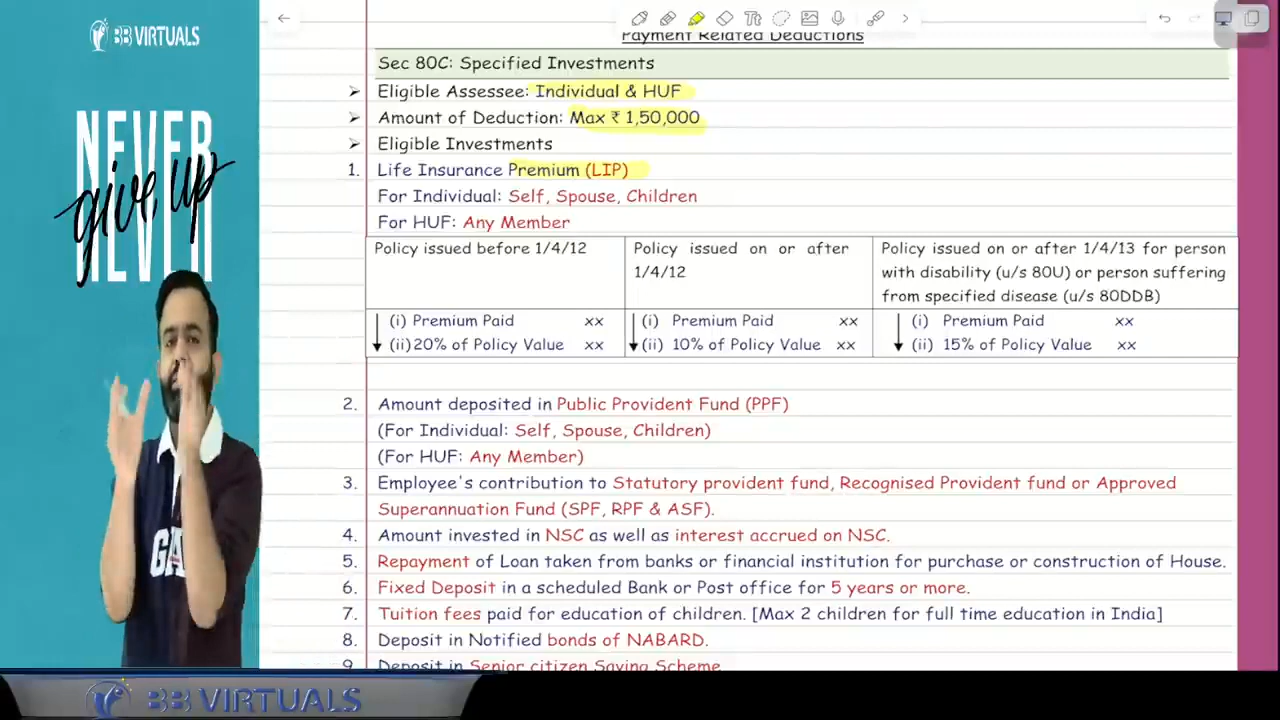 BB VIRTUALS
NEVER
give up
NEVER
Payment Related Deductions
Sec 80C: Specified Investments
➢ Eligible Assessee: Individual & HUF
➢ Amount of Deduction: Max ₹ 1,50,000
➢ Eligible Investments
1. Life Insurance Premium (LIP)
For Individual: Self, Spouse, Children
For HUF: Any Member
Policy issued before 1/4/12
(i) Premium Paid xx
(ii) 20% of Policy Value xx
Policy issued on or after
1/4/12
(i) Premium Paid xx
(ii) 10% of Policy Value xx
Policy issued on or after 1/4/13 for person
with disability (u/s 80U) or person suffering
from specified disease (u/s 80DDB)
(i) Premium Paid xx
(ii) 15% of Policy Value xx
2. Amount deposited in Public Provident Fund (PPF)
(For Individual: Self, Spouse, Children)
(For HUF: Any Member)
3. Employee's contribution to Statutory provident fund, Recognised Provident fund or Approved
Superannuation Fund (SPF, RPF & ASF).
4. Amount invested in NSC as well as interest accrued on NSC.
5. Repayment of Loan taken from banks or financial institution for purchase or construction of House.
6. Fixed Deposit in a scheduled Bank or Post office for 5 years or more.
7. Tuition fees paid for education of children. [Max 2 children for full time education in India]
8. Deposit in Notified bonds of NABARD.
9. Deposit in Senior citizen Saving Scheme
BB VIRTUALS